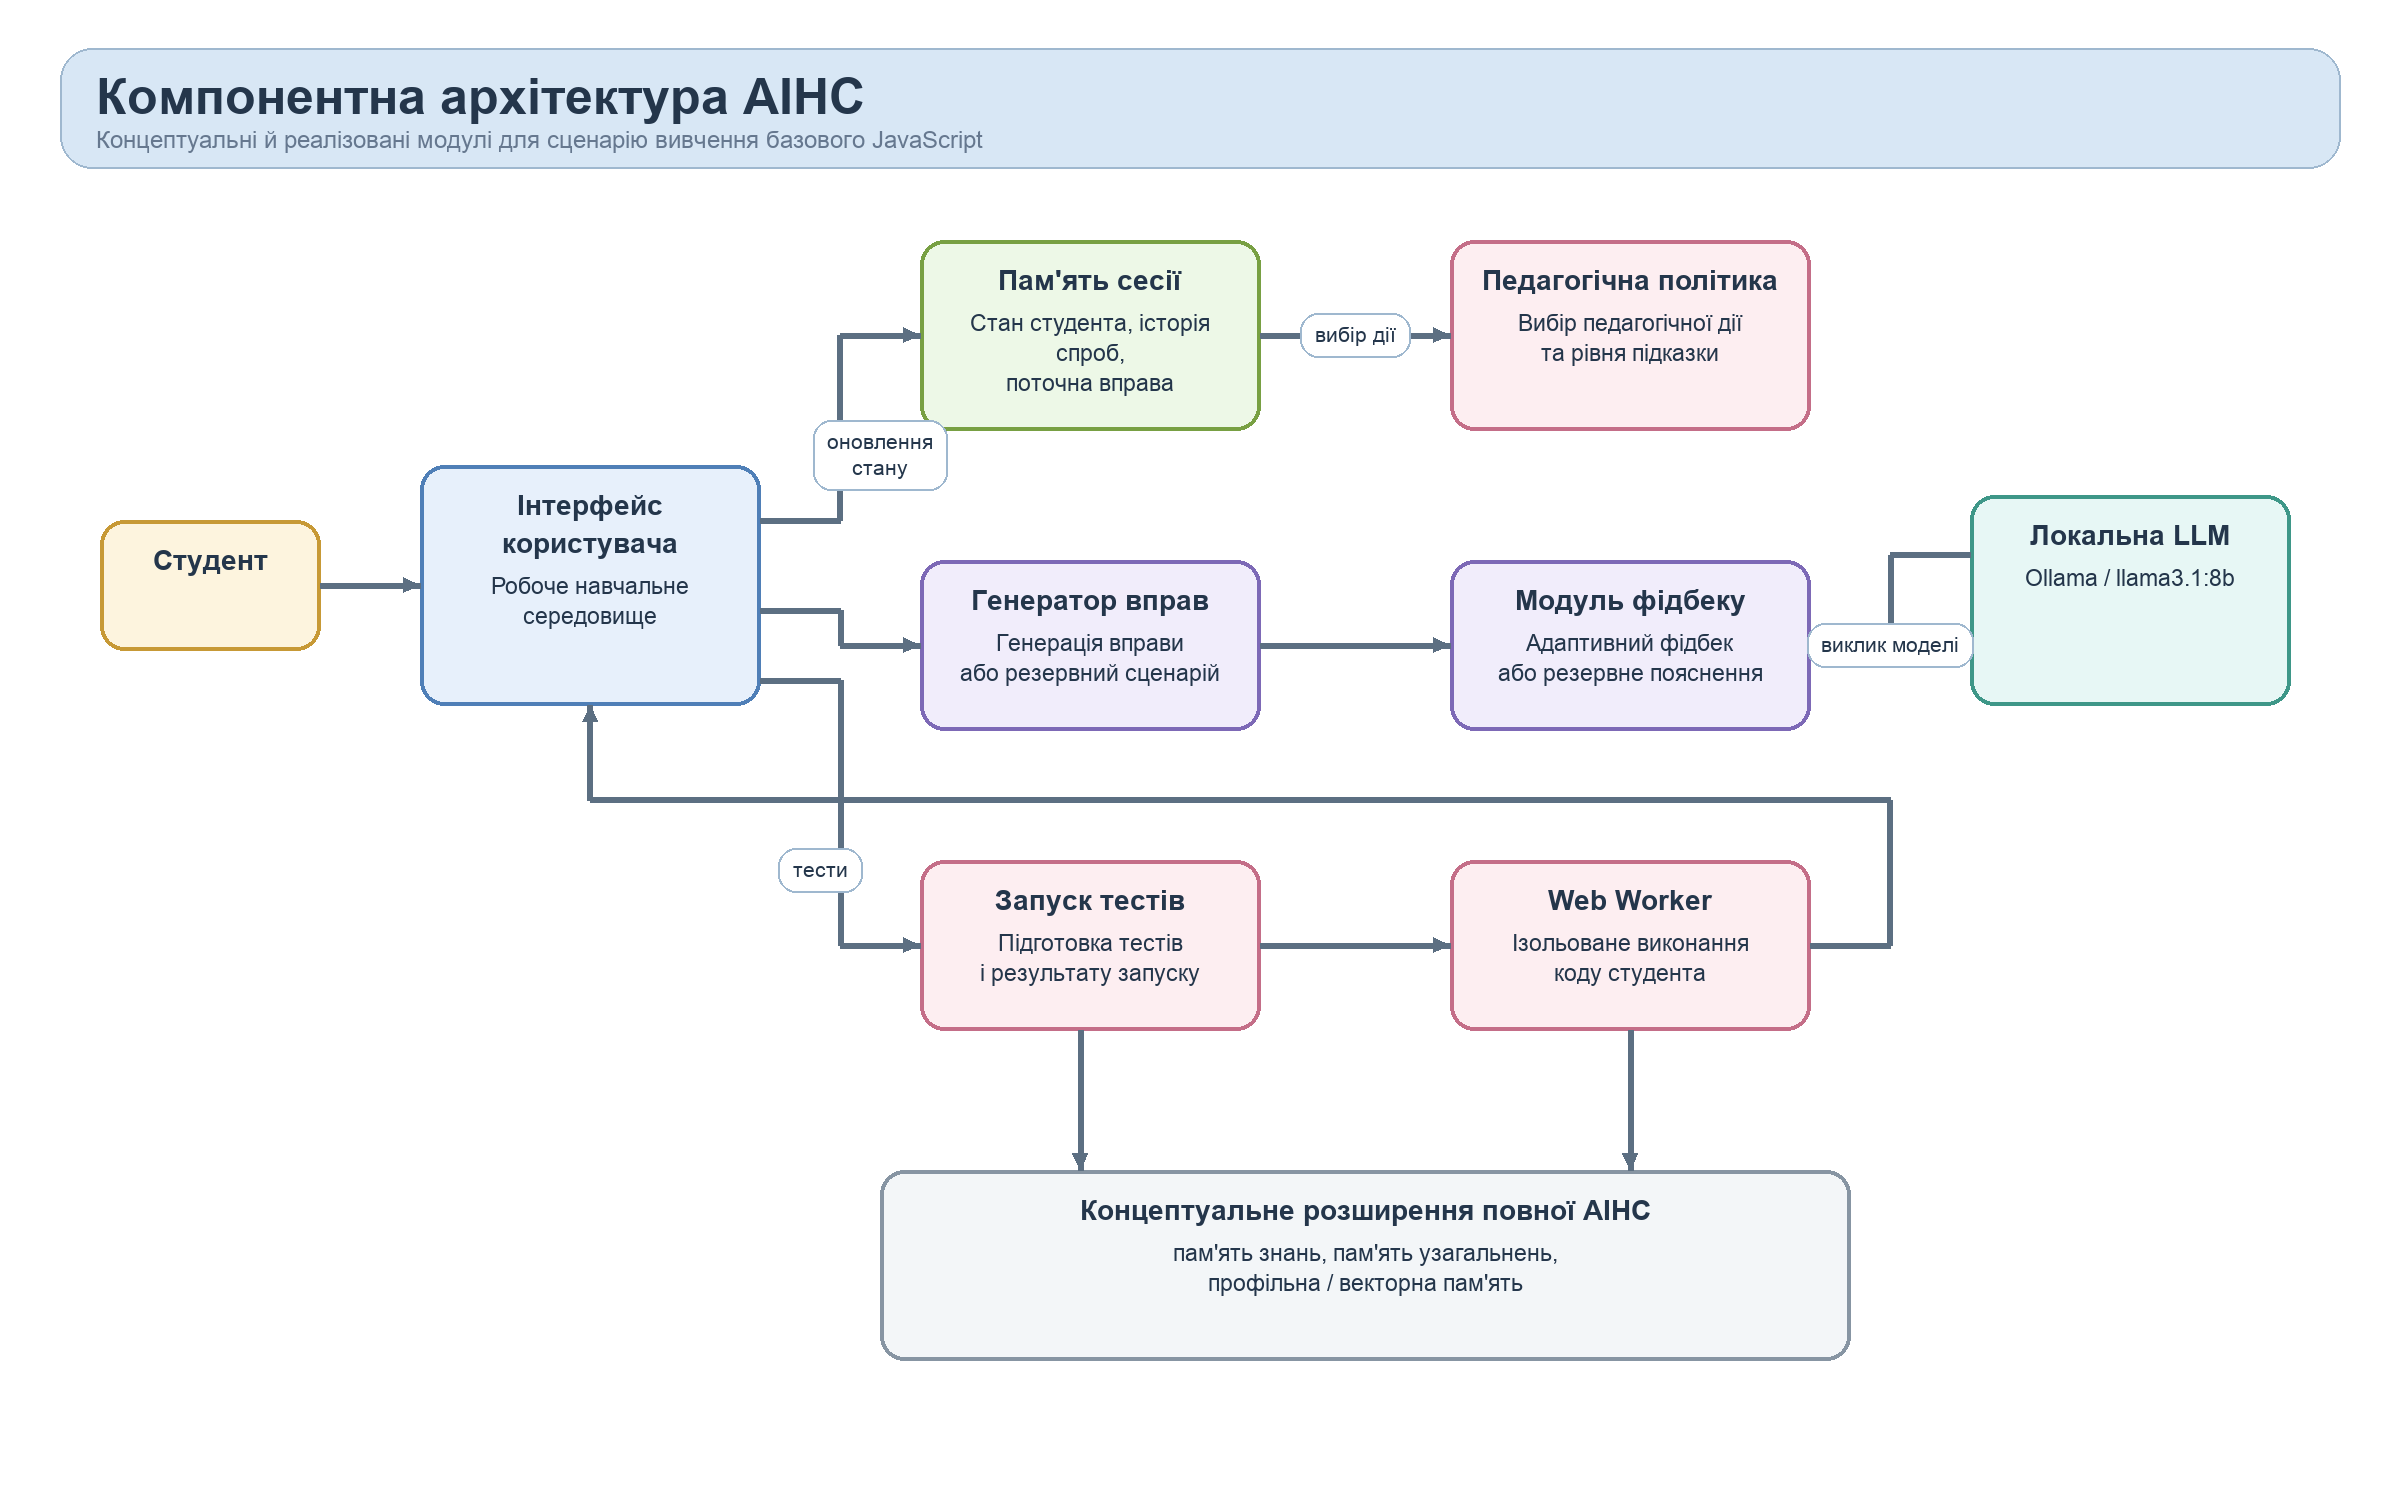 Компонентна архітектура АІНС
Концептуальні й реалізовані модулі для сценарію вивчення базового JavaScript
Пам'ять сесії
Стан студента, історія
спроб,
поточна вправа
вибір дії
Педагогічна політика
Вибір педагогічної дії
та рівня підказки
оновлення
стану
Студент
Інтерфейс
користувача
Робоче навчальне
середовище
Генератор вправ
Генерація вправи
або резервний сценарій
Модуль фідбеку
Адаптивний фідбек
або резервне пояснення
виклик моделі
Локальна LLM
Ollama / llama3.1:8b
тести
Запуск тестів
Підготовка тестів
і результату запуску
Web Worker
Ізольоване виконання
коду студента
Концептуальне розширення повної АІНС
пам'ять знань, пам'ять узагальнень,
профільна / векторна пам'ять